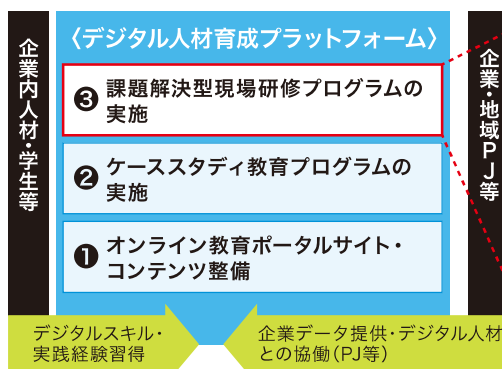 企業内人材・学生等
〈デジタル人材育成プラットフォーム〉
❸ 課題解決型現場研修プログラムの
実施
❷ ケーススタディ教育プログラムの
実施
❶ オンライン教育ポータルサイト・
コンテンツ整備
企業・地域PJ等
デジタルスキル・
実践経験習得
企業データ提供・デジタル人材
との協働(PJ等)